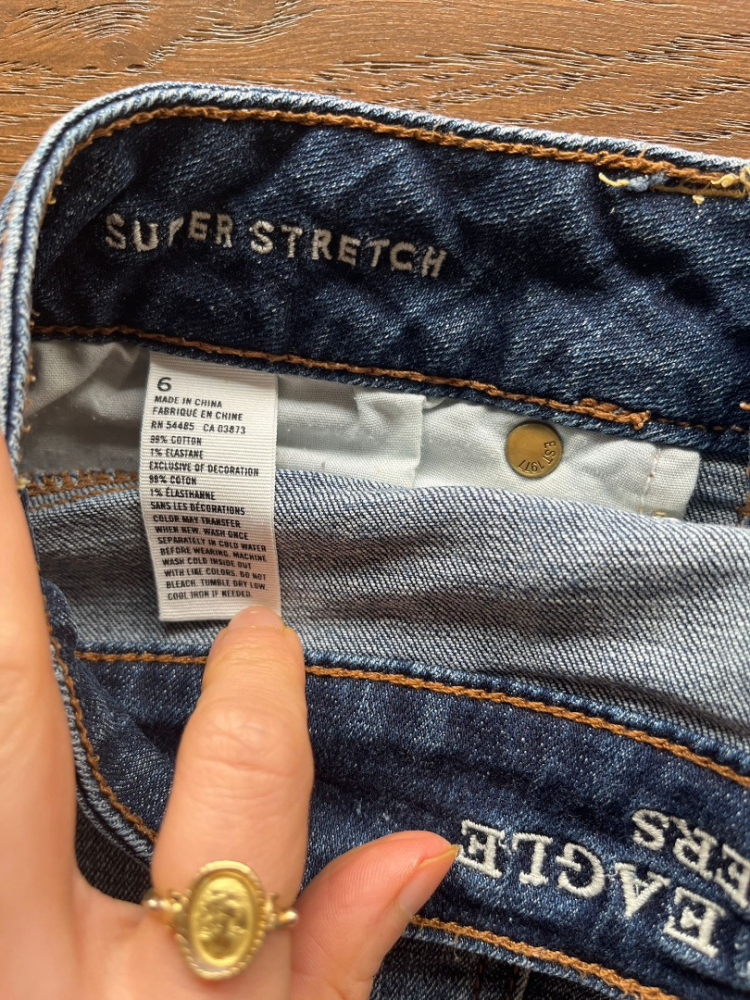 SUPER STRETCH
6
MADE IN CHINA
FABRIQUÉ EN CHINE
RN 54485 CA 03873
99% COTTON
1% ELASTANE
EXCLUSIVE OF DECORATION
99% COTON
1% ÉLASTHANNE
SANS LES DÉCORATIONS
COLOR MAY TRANSFER
WHEN NEW. WASH ONCE
SEPARATELY IN COLD WATER
BEFORE WEARING. MACHINE
WASH COLD INSIDE OUT
WITH LIKE COLORS. DO NOT
BLEACH. TUMBLE DRY LOW.
COOL IRON IF NEEDED.
EST. 1977
EAGLE
ERS